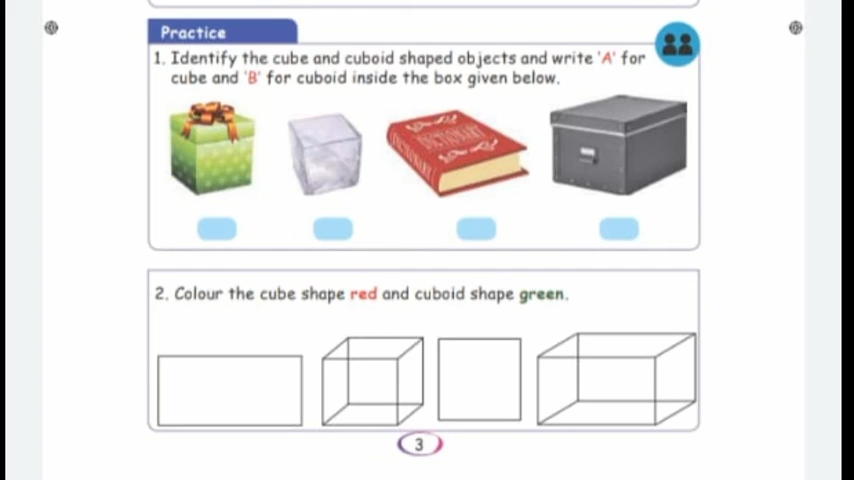 Practice
1. Identify the cube and cuboid shaped objects and write 'A' for
cube and 'B' for cuboid inside the box given below.
DICTIONARY
DICTIONARY
2. Colour the cube shape red and cuboid shape green.
3